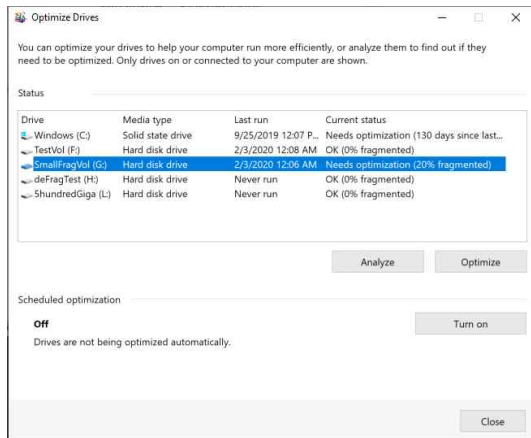 Optimize Drives
You can optimize your drives to help your computer run more efficiently, or analyze them to find out if they
need to be optimized. Only drives on or connected to your computer are shown.
Status
Drive Media type Last run Current status
Windows (C:) Solid state drive 9/25/2019 12:07 P... Needs optimization (130 days since last...
TestVol (F:) Hard disk drive 2/3/2020 12:08 AM OK (0% fragmented)
SmallFragVol (G:) Hard disk drive 2/3/2020 12:06 AM Needs optimization (20% fragmented)
deFragTest (H:) Hard disk drive Never run OK (0% fragmented)
5hundredGiga (L:) Hard disk drive Never run OK (0% fragmented)
Analyze Optimize
Scheduled optimization
Off Turn on
Drives are not being optimized automatically.
Close